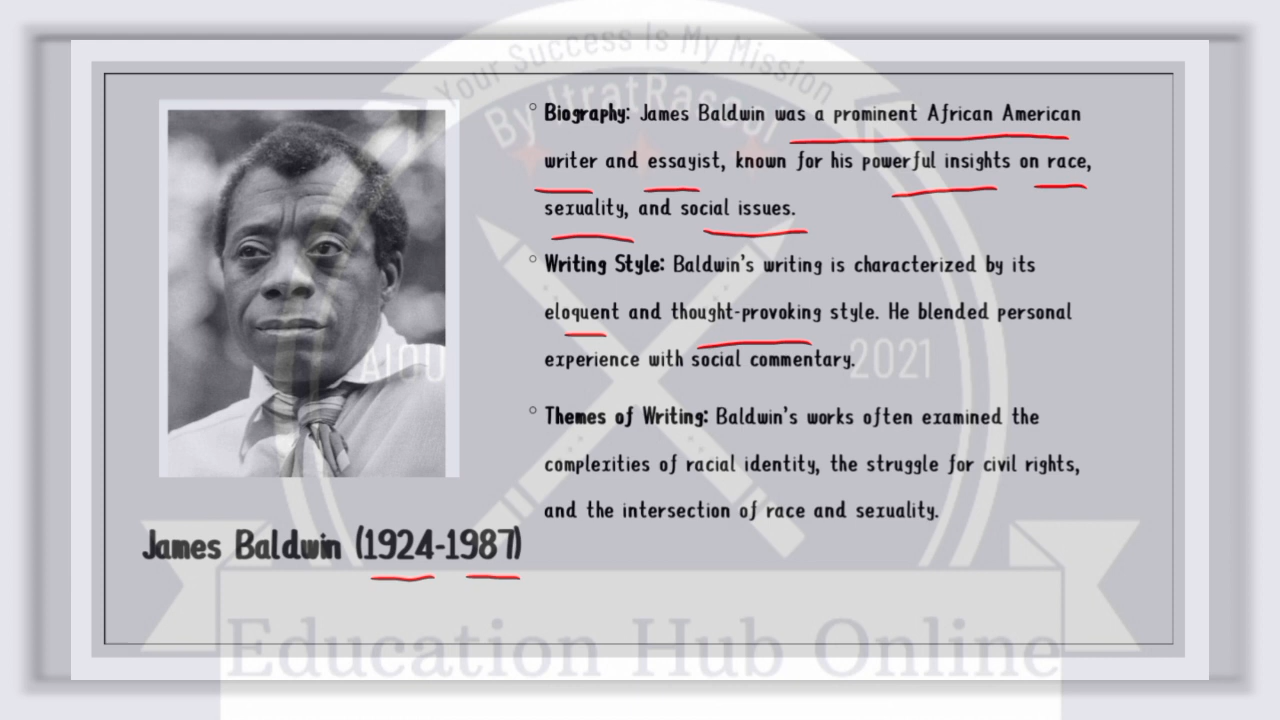 Your Success Is My Mission
By ItratRasool
Biography: James Baldwin was a prominent African American
writer and essayist, known for his powerful insights on race,
sexuality, and social issues.
Writing Style: Baldwin's writing is characterized by its
eloquent and thought-provoking style. He blended personal
experience with social commentary.
AIOU
2021
Themes of Writing: Baldwin's works often examined the
complexities of racial identity, the struggle for civil rights,
and the intersection of race and sexuality.
James Baldwin (1924-1987)
Education Hub Online